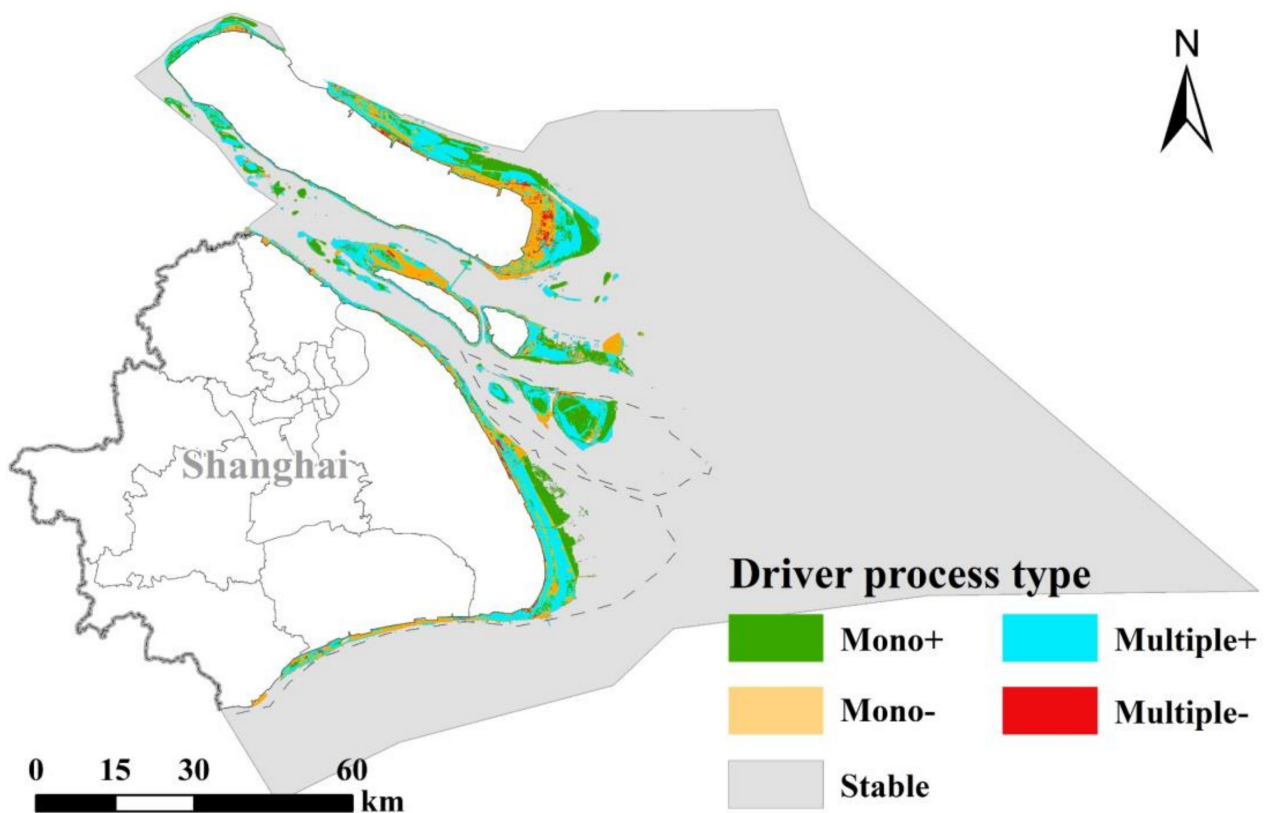 N
Shanghai
Driver process type
Mono+ Multiple+
Mono- Multiple-
Stable
0 15 30 60
km